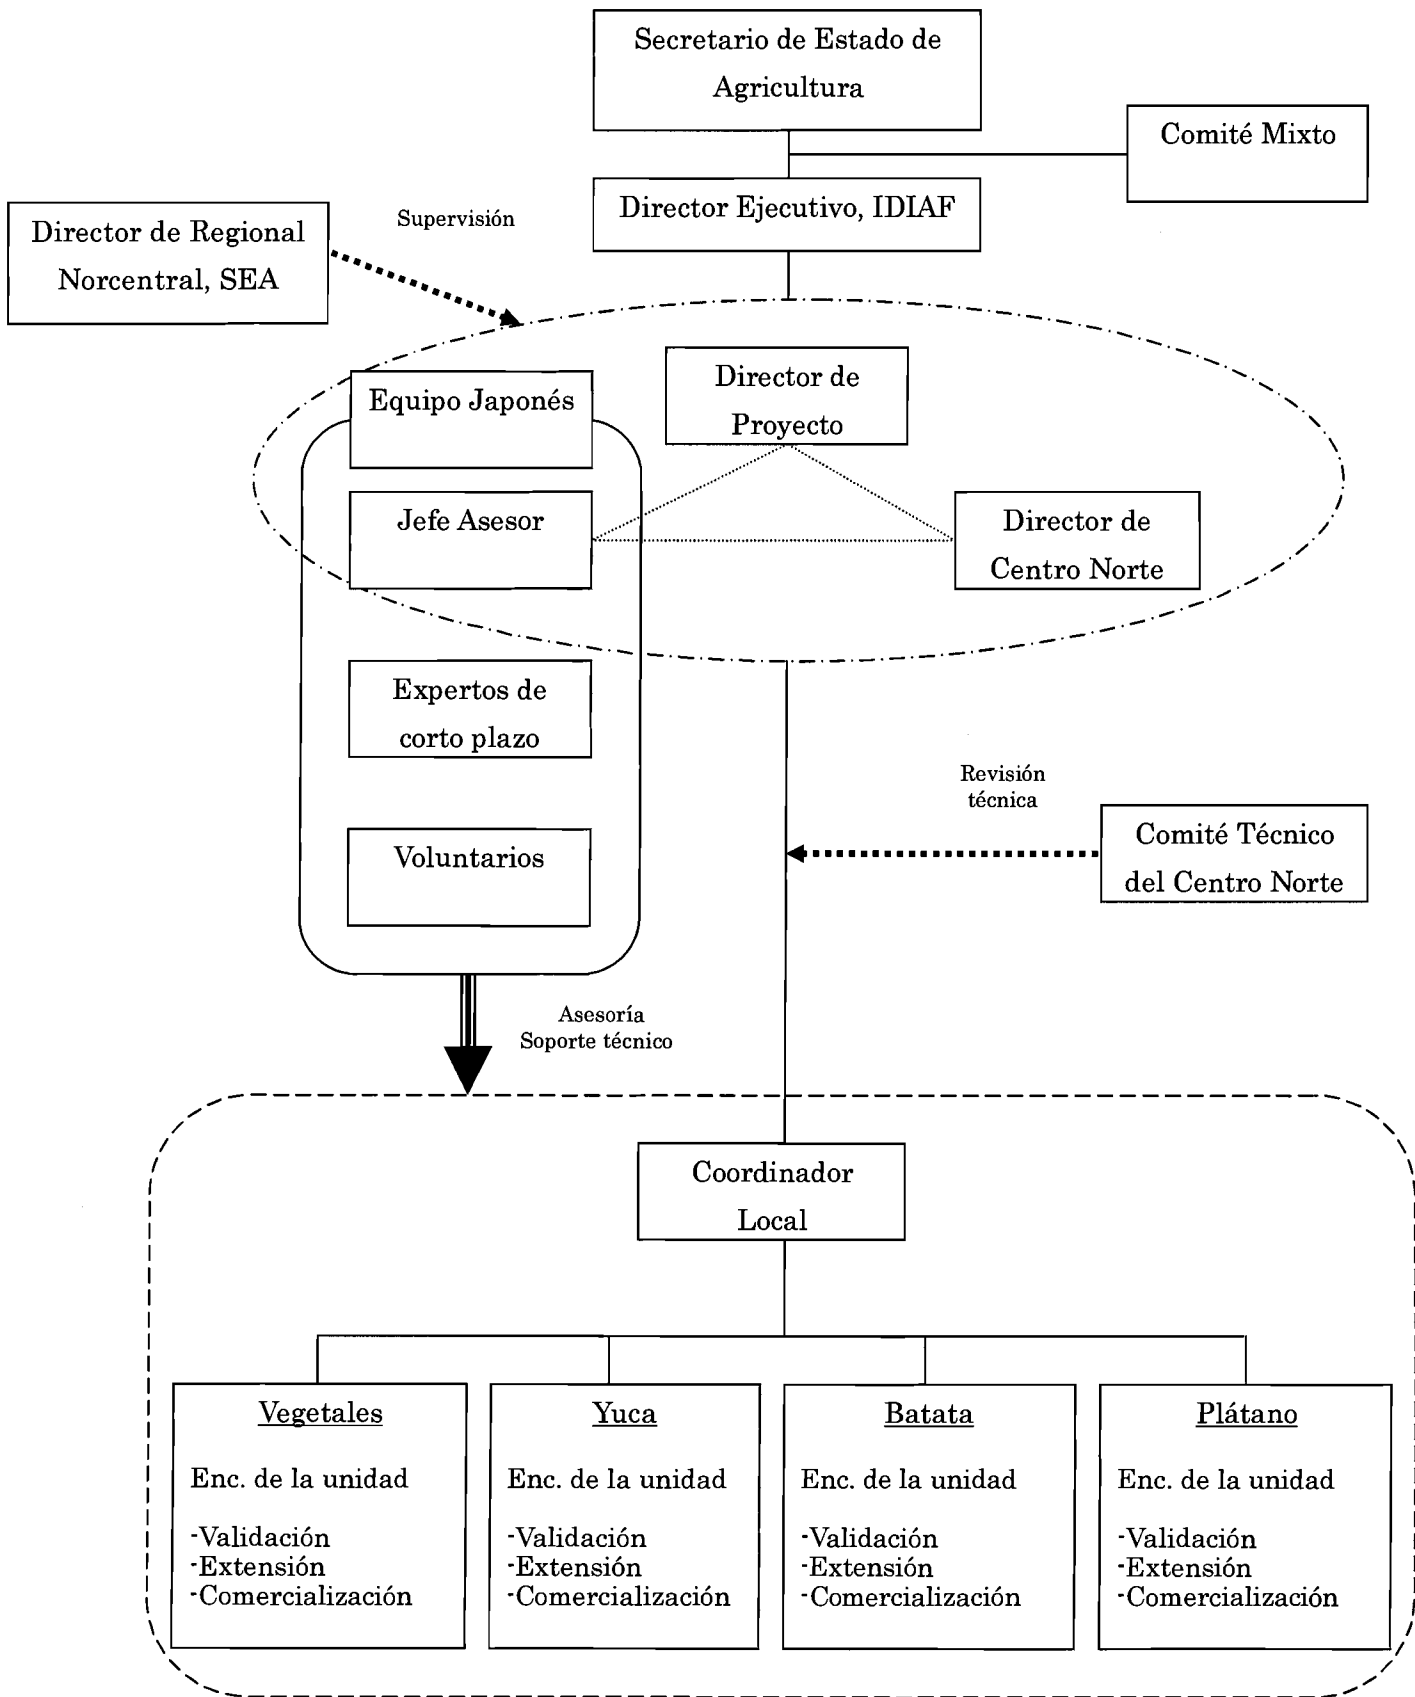 Secretario de Estado de
Agricultura
Comité Mixto
Director Ejecutivo, IDIAF
Director de Regional
Norcentral, SEA
Supervisión
Equipo Japonés
Director de
Proyecto
Jefe Asesor
Director de
Centro Norte
Expertos de
corto plazo
Revisión
técnica
Voluntarios
Comité Técnico
del Centro Norte
Asesoría
Soporte técnico
Coordinador
Local
Vegetales
Enc. de la unidad
-Validación
-Extensión
-Comercialización
Yuca
Enc. de la unidad
-Validación
-Extensión
-Comercialización
Batata
Enc. de la unidad
-Validación
-Extensión
-Comercialización
Plátano
Enc. de la unidad
-Validación
-Extensión
-Comercialización